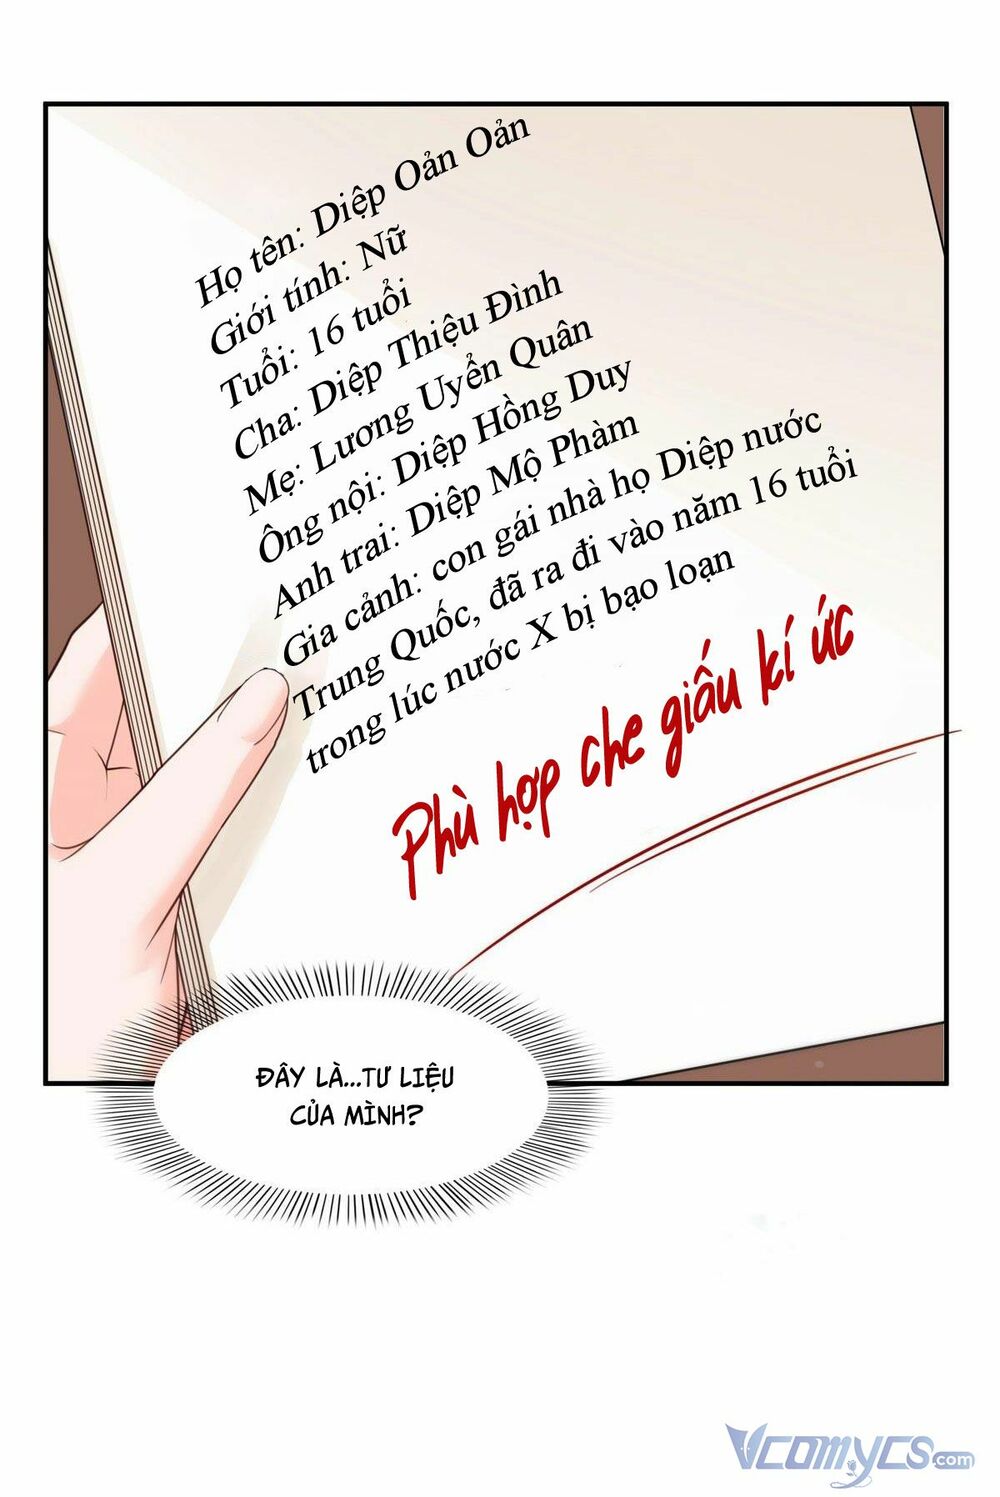 Họ tên: Diệp Oản Oản
Giới tính: Nữ
Tuổi: 16 tuổi
Cha: Diệp Thiệu Đình
Mẹ: Lương Uyển Quân
Ông nội: Diệp Hồng Duy
Anh trai: Diệp Mộ Phàm
Gia cảnh: con gái nhà họ Diệp nước
Trung Quốc, đã ra đi vào năm 16 tuổi
trong lúc nước X bị bạo loạn
Phù hợp che giấu kí ức
ĐÂY LÀ...TƯ LIỆU
CỦA MÌNH?
VCOMYCS.com